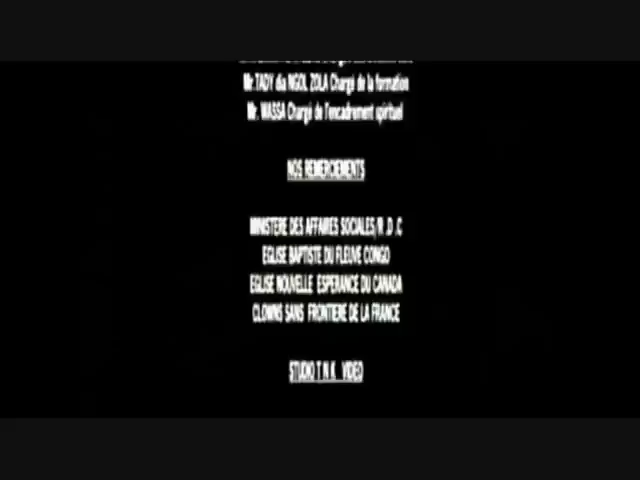 Mr.TADY dia NGOL ZOLA Chargé de la formation
Mr. WASSA Chargé de l'encadrement spirituel
NOS REMERCIEMENTS
MINISTERE DES AFFAIRES SOCIALES/R .D .C
EGLISE BAPTISTE DU FLEUVE CONGO
EGLISE NOUVELLE ESPERANCE DU CANADA
CLOWNS SANS FRONTIERE DE LA FRANCE
STUDIO T N K VIDEO